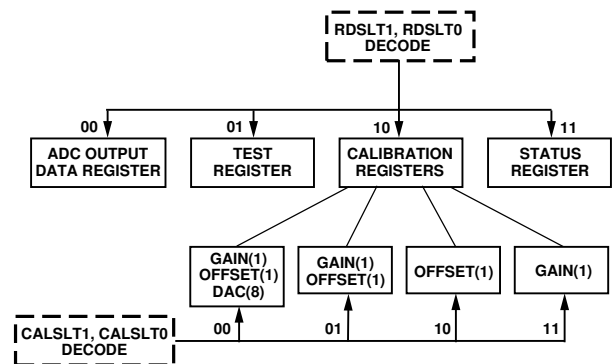 RDSLT1, RDSLT0
DECODE
00
01
10
11
ADC OUTPUT
DATA REGISTER
TEST
REGISTER
CALIBRATION
REGISTERS
STATUS
REGISTER
GAIN(1)
OFFSET(1)
DAC(8)
GAIN(1)
OFFSET(1)
OFFSET(1)
GAIN(1)
CALSLT1, CALSLT0
DECODE
00
01
10
11